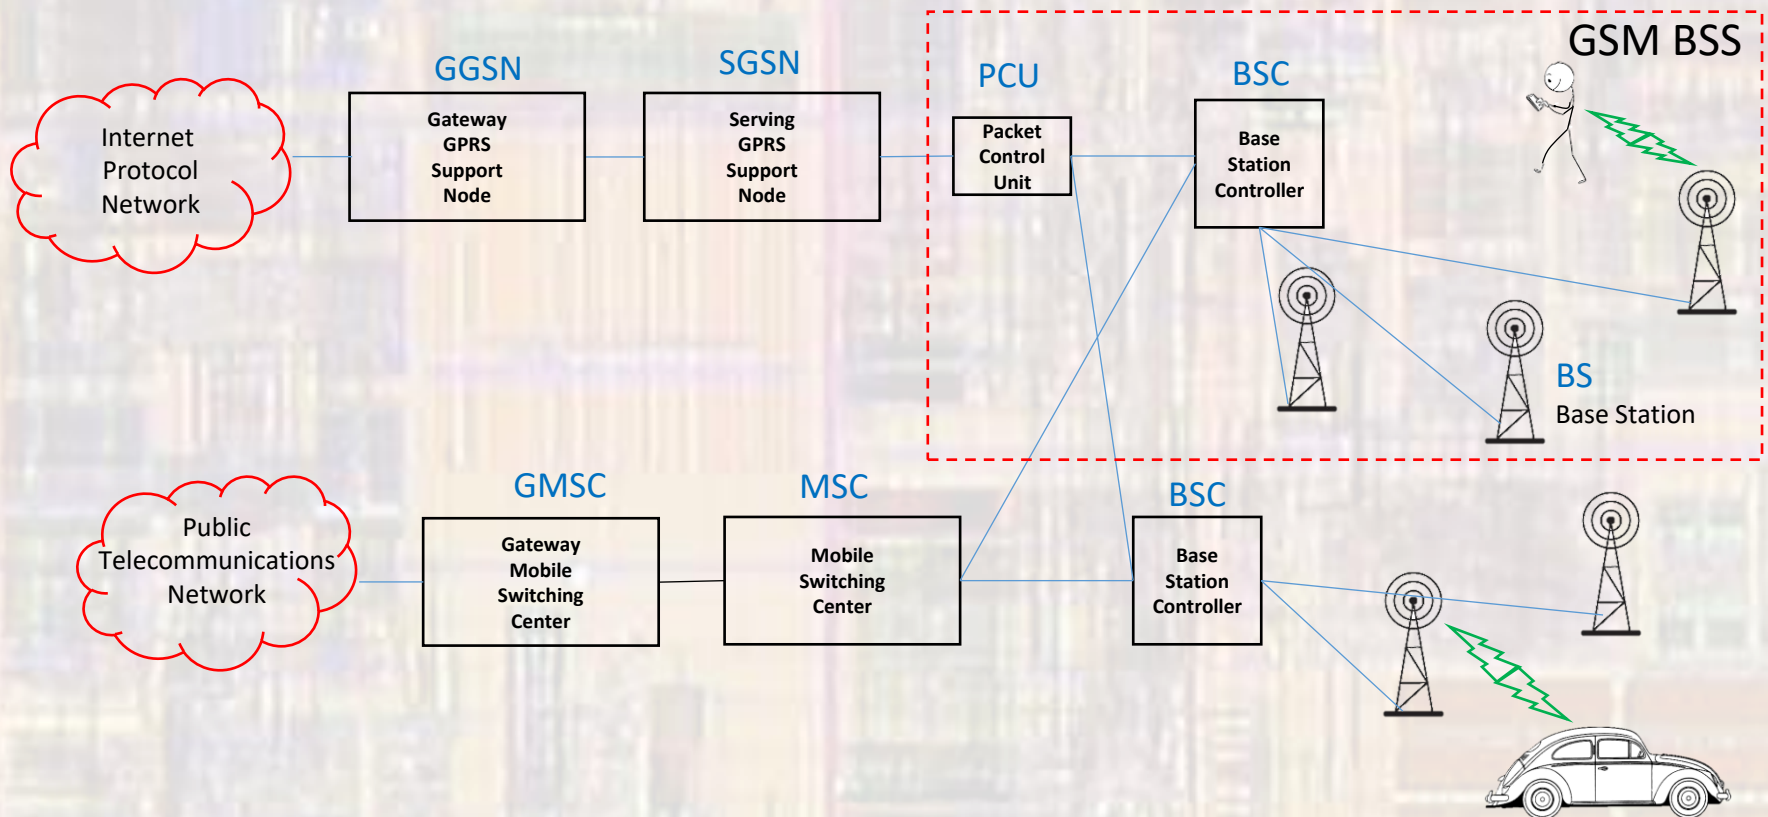 GSM BSS
GGSN
SGSN
PCU
BSC
Internet
Protocol
Network
Gateway
GPRS
Support
Node
Serving
GPRS
Support
Node
Packet
Control
Unit
Base
Station
Controller
BS
Base Station
GMSC
MSC
BSC
Public
Telecommunications
Network
Gateway
Mobile
Switching
Center
Mobile
Switching
Center
Base
Station
Controller